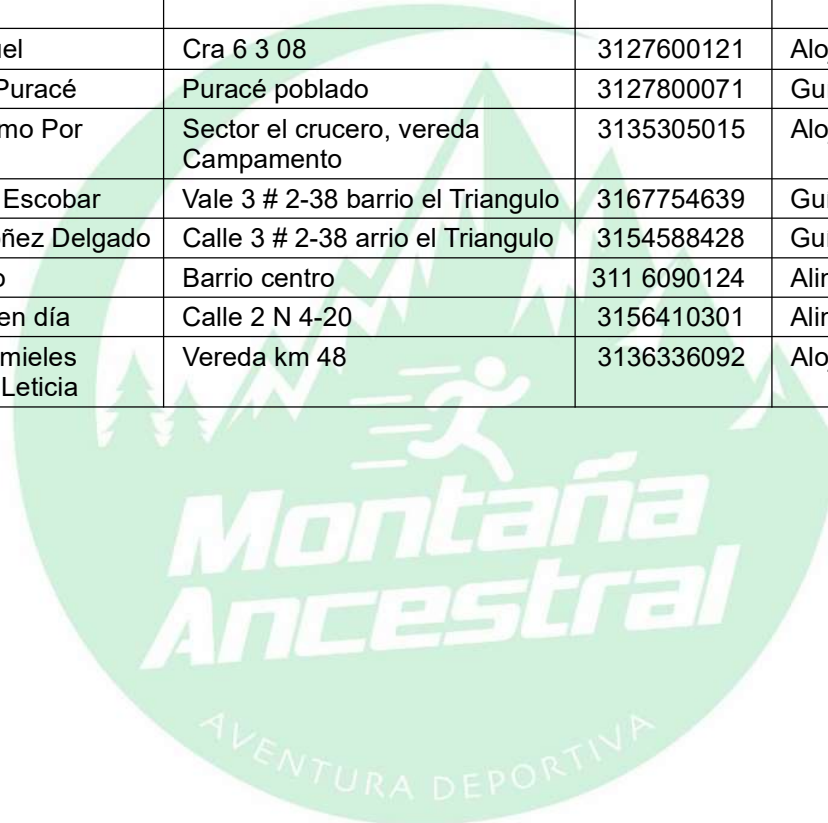 uel Cra 6 3 08 3127600121 Alo
Puracé Puracé poblado 3127800071 Gu
mo Por Sector el crucero, vereda 3135305015 Alo
Campamento
Escobar Vale 3 # 2-38 barrio el Triangulo 3167754639 Gu
ñez Delgado Calle 3 # 2-38 arrio el Triangulo 3154588428 Gu
o Barrio centro 311 6090124 Alir
en día Calle 2 N 4-20 3156410301 Alir
mieles Vereda km 48 3136336092 Alo
Leticia
Montaña
Ancestral
AVENTURA DEPORTIVA